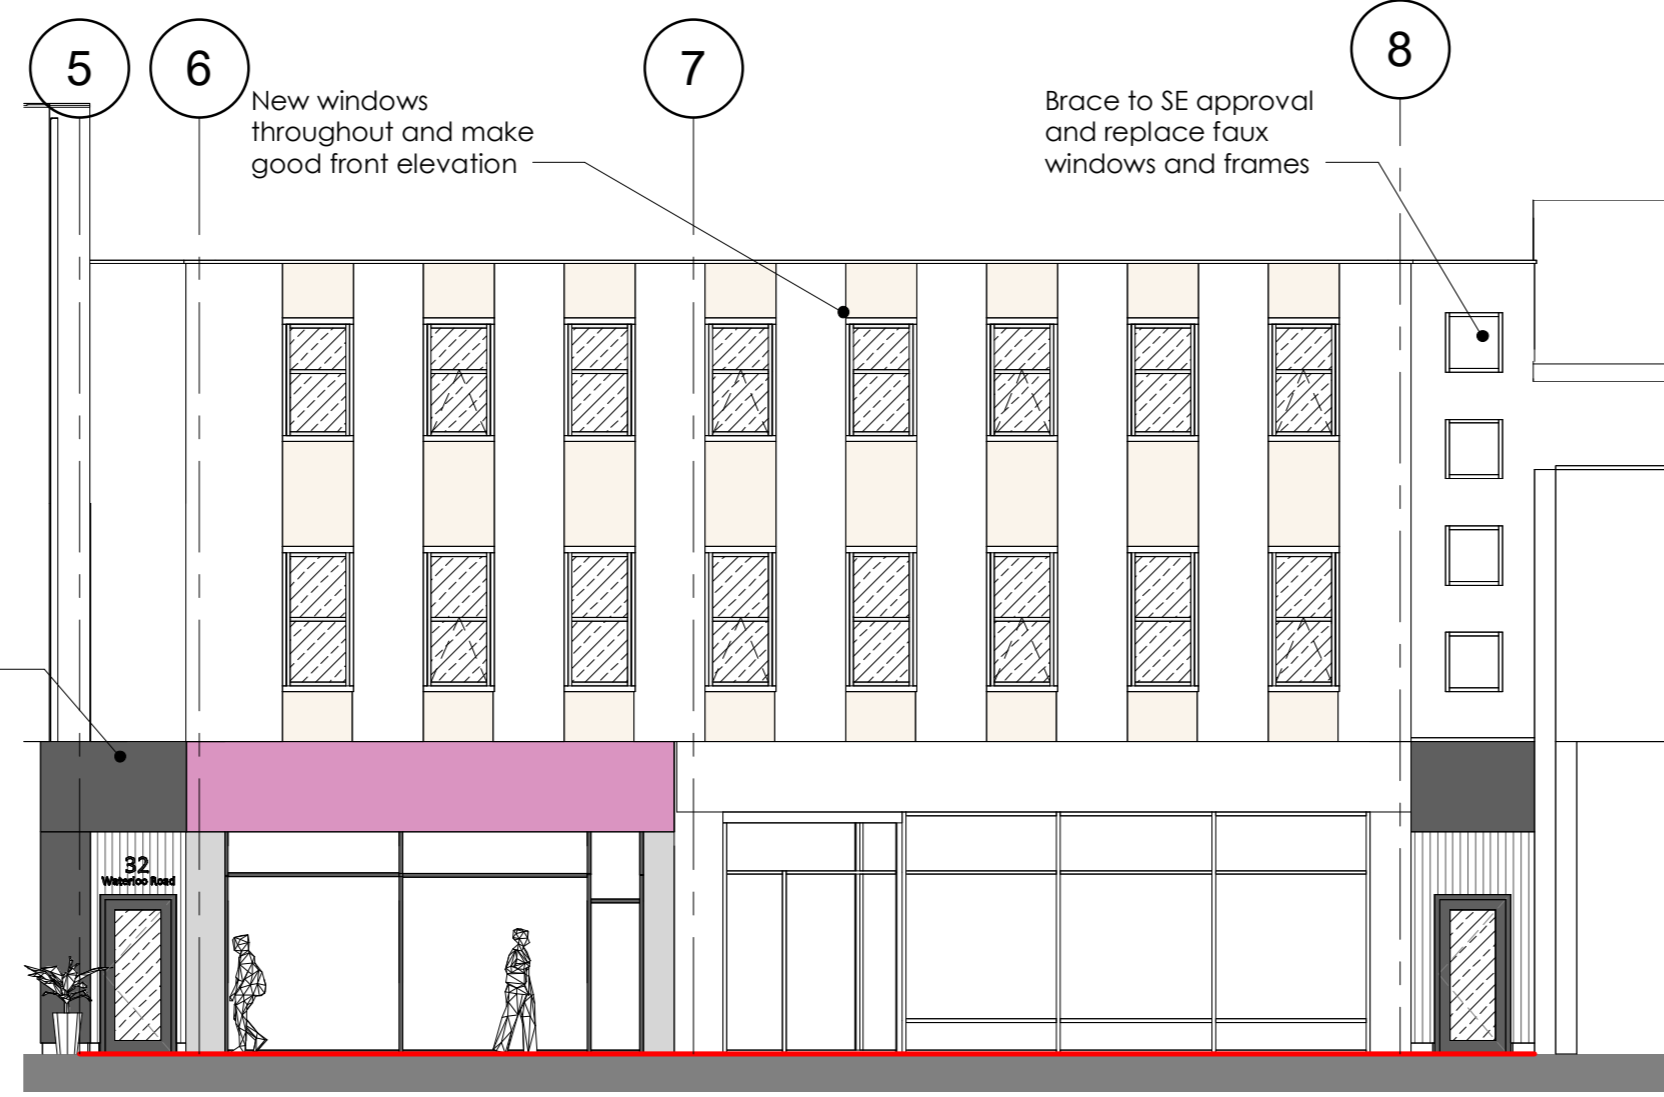 5
6
7
8
New windows
throughout and make
good front elevation
Brace to SE approval
and replace faux
windows and frames
32
Waterloo Road